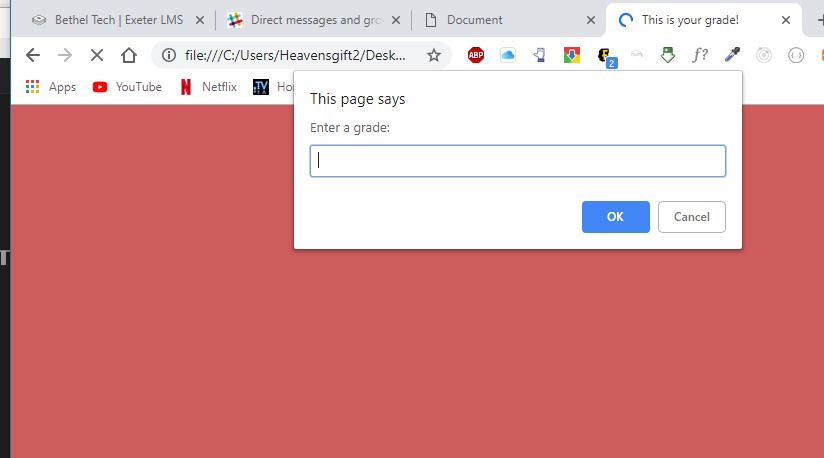 Bethel Tech | Exeter LMS
Direct messages and gro
Document
This is your grade!
file:///C:/Users/Heavensgift2/Desk...
ABP
2
f?
Apps
YouTube
Netflix
Ho
This page says
Enter a grade:
OK
Cancel
T